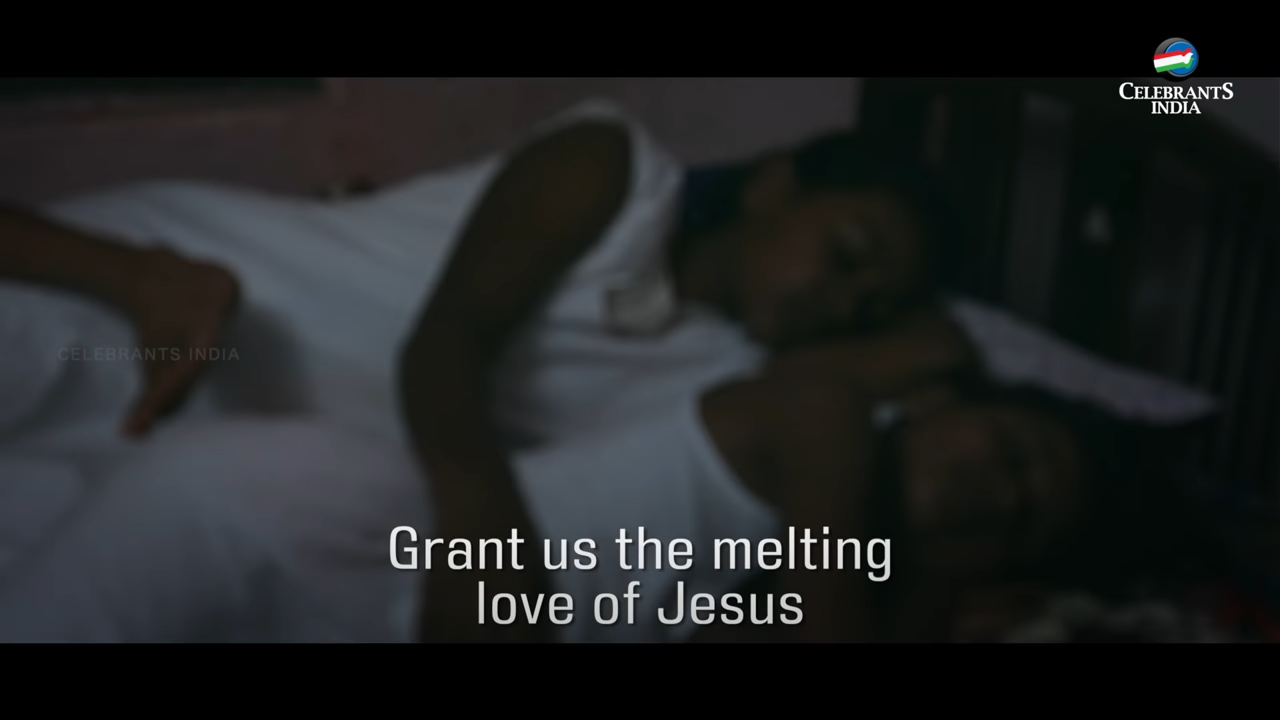 CELEBRANTS
INDIA
CELEBRANTS INDIA
Grant us the melting
love of Jesus